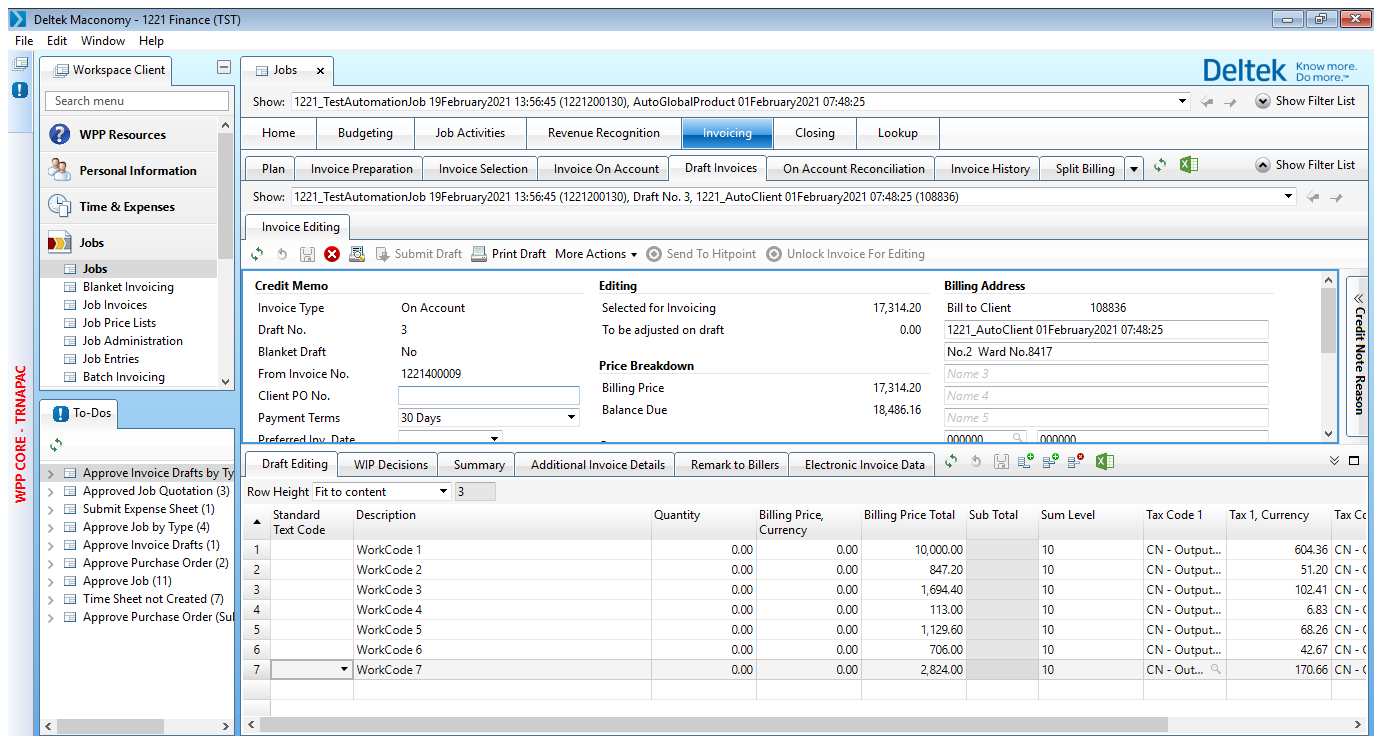 Deltek Maconomy - 1221 Finance (TST)
File Edit Window Help
WPP CORE - TRNAPAC
Workspace Client
Search menu
WPP Resources
Personal Information
Time & Expenses
Jobs
Jobs
Blanket Invoicing
Job Invoices
Job Price Lists
Job Administration
Job Entries
Batch Invoicing
To-Dos
Approve Invoice Drafts by Ty
Approved Job Quotation (3)
Submit Expense Sheet (1)
Approve Job by Type (4)
Approve Invoice Drafts (1)
Approve Purchase Order (2)
Approve Job (11)
Time Sheet not Created (7)
Approve Purchase Order (Sul
Jobs x
Deltek Know more. Do more.™
Show: 1221_TestAutomationJob 19February2021 13:56:45 (1221200130), AutoGlobalProduct 01February2021 07:48:25 Show Filter List
Home Budgeting Job Activities Revenue Recognition Invoicing Closing Lookup
Plan Invoice Preparation Invoice Selection Invoice On Account Draft Invoices On Account Reconciliation Invoice History Split Billing Show Filter List
Show: 1221_TestAutomationJob 19February2021 13:56:45 (1221200130), Draft No. 3, 1221_AutoClient 01February2021 07:48:25 (108836)
Invoice Editing
Submit Draft Print Draft More Actions Send To Hitpoint Unlock Invoice For Editing
Credit Memo Editing Billing Address
Invoice Type On Account Selected for Invoicing 17,314.20 Bill to Client 108836
Draft No. 3 To be adjusted on draft 0.00 1221_AutoClient 01February2021 07:48:25
Blanket Draft No No.2 Ward No.8417
From Invoice No. 1221400009 Price Breakdown Name 3
Client PO No. Billing Price 17,314.20 Name 4
Payment Terms 30 Days Balance Due 18,486.16 Name 5
Preferred Inv. Date 000000 000000
Credit Note Reason
Draft Editing WIP Decisions Summary Additional Invoice Details Remark to Billers Electronic Invoice Data
Row Height Fit to content 3
Standard Text Code Description Quantity Billing Price, Currency Billing Price Total Sub Total Sum Level Tax Code 1 Tax 1, Currency Tax Co
1 WorkCode 1 0.00 0.00 10,000.00 10 CN - Output... 604.36 CN - (
2 WorkCode 2 0.00 0.00 847.20 10 CN - Output... 51.20 CN - (
3 WorkCode 3 0.00 0.00 1,694.40 10 CN - Output... 102.41 CN - (
4 WorkCode 4 0.00 0.00 113.00 10 CN - Output... 6.83 CN - (
5 WorkCode 5 0.00 0.00 1,129.60 10 CN - Output... 68.26 CN - (
6 WorkCode 6 0.00 0.00 706.00 10 CN - Output... 42.67 CN - (
7 WorkCode 7 0.00 0.00 2,824.00 10 CN - Out... 170.66 CN - (